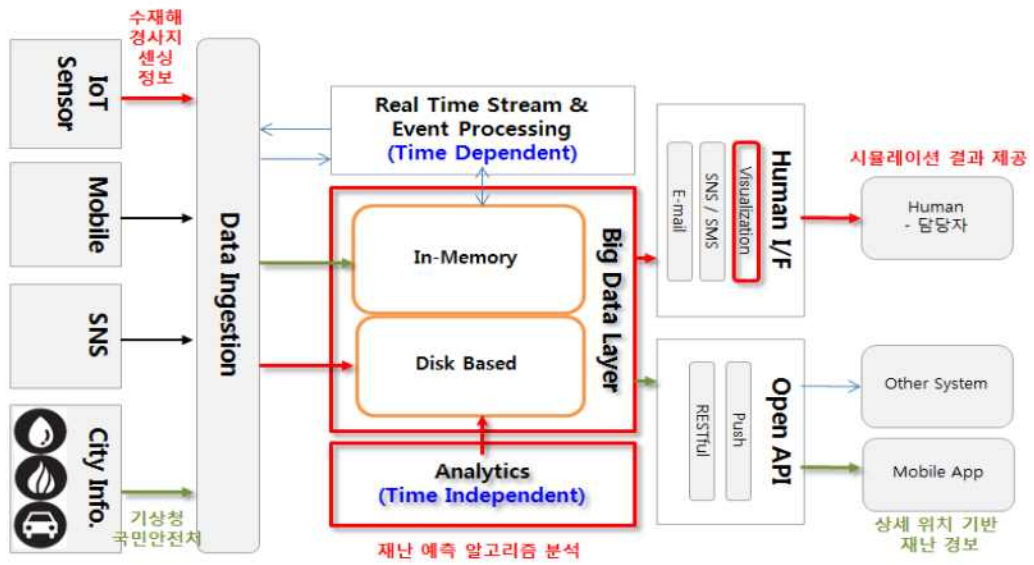 수재해
경사지
센싱
정보
IoT
Sensor
Mobile
SNS
City Info.
기상청
국민안전처
Data Ingestion
Real Time Stream &
Event Processing
(Time Dependent)
In-Memory
Disk Based
Big Data Layer
Analytics
(Time Independent)
재난 예측 알고리즘 분석
E-mail
SNS / SMS
Visualization
Human I/F
RESTful
Push
Open API
시뮬레이션 결과 제공
Human
- 담당자
Other System
Mobile App
상세 위치 기반
재난 경보